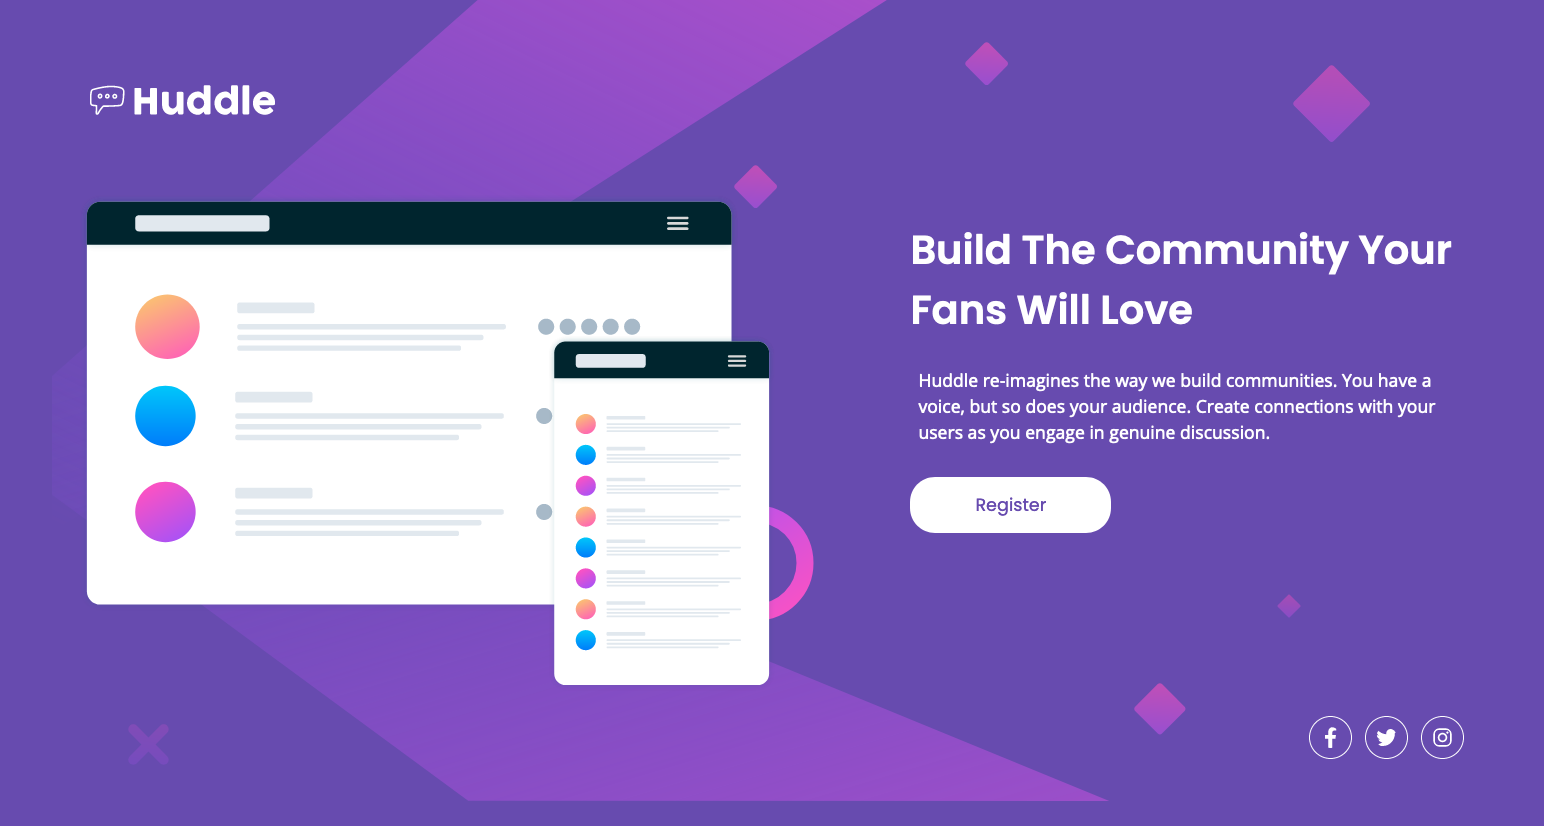 Huddle
Build The Community Your
Fans Will Love
Huddle re-imagines the way we build communities. You have a
voice, but so does your audience. Create connections with your
users as you engage in genuine discussion.
Register